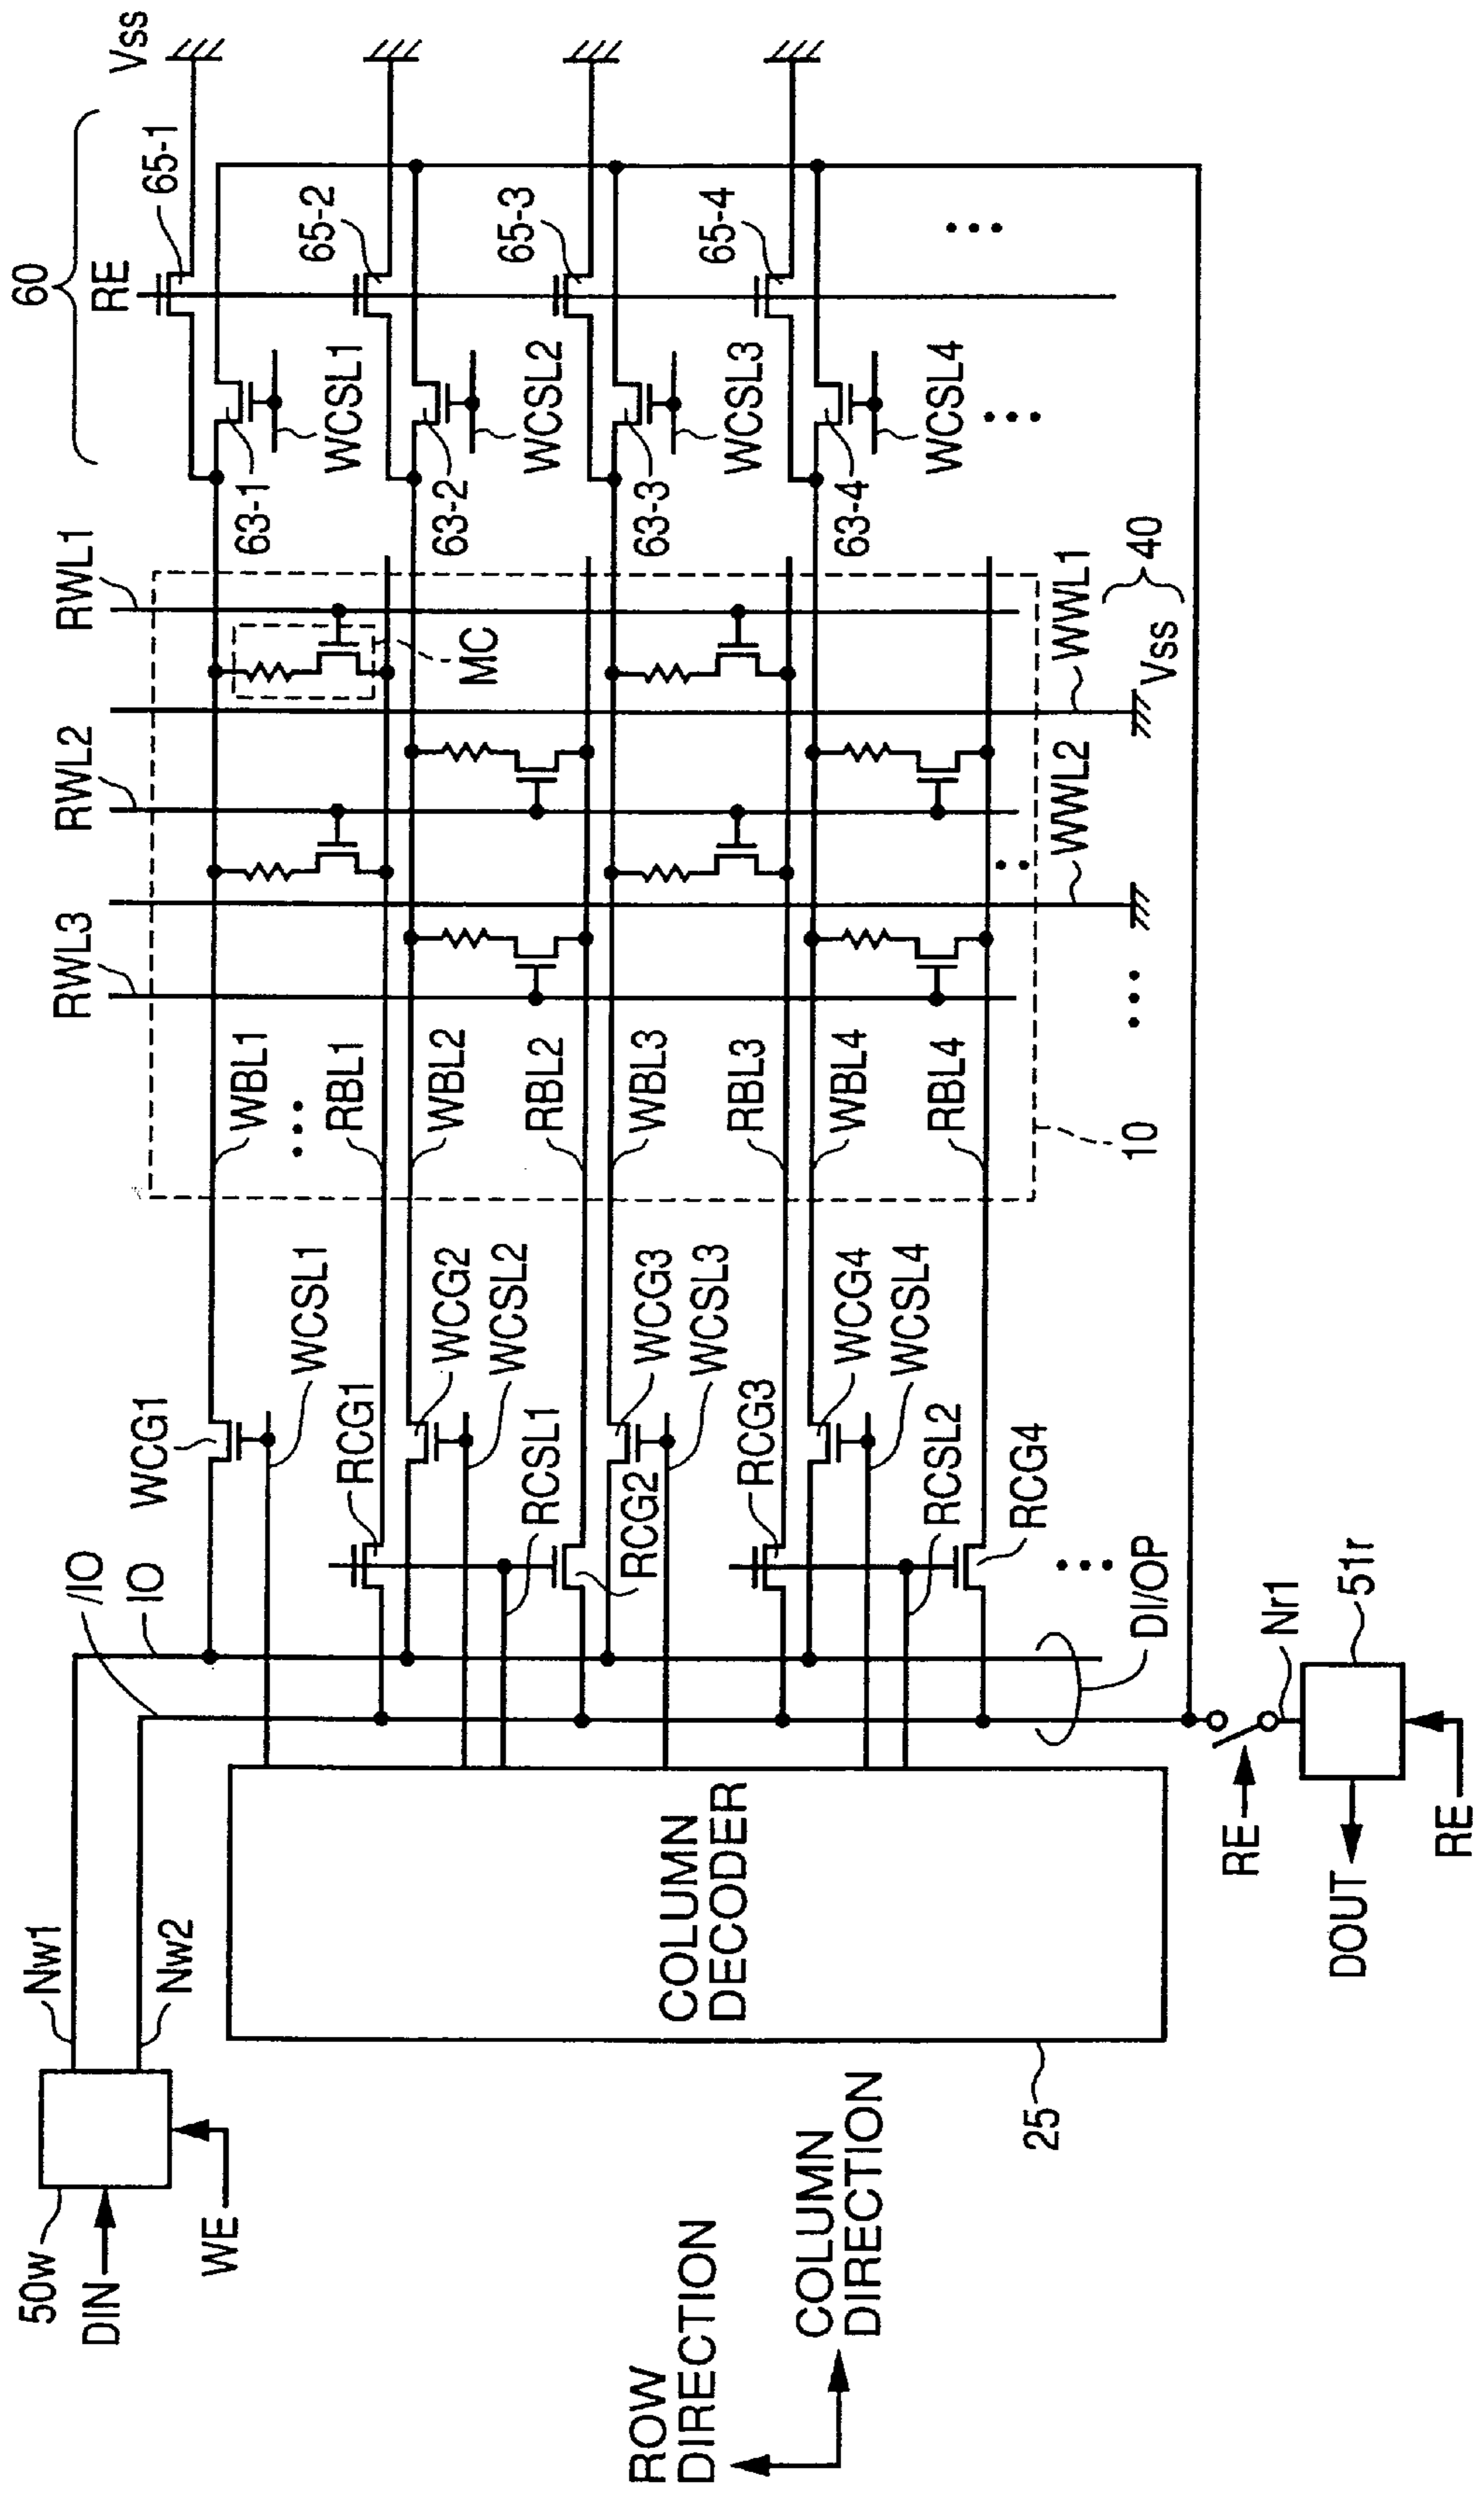 60
RE
Vss
65-1
65-2
65-3
65-4
WCSL1
WCSL2
WCSL3
WCSL4
63-1
63-2
63-3
63-4
RWL1
RWL2
RWL3
MC
WWL1
Vss
40
WWL2
WBL1
RBL1
WBL2
RBL2
WBL3
RBL3
WBL4
RBL4
10
WCG1
WCSL1
RCG1
WCG2
WCSL2
RCSL1
RCG2
WCG3
WCSL3
RCG3
WCG4
WCSL4
RCSL2
RCG4
/IO
IO
DI/OP
Nr1
51r
RE
RE
DOUT
COLUMN
DECODER
25
Nw1
Nw2
50w
DIN
WE
ROW
DIRECTION
COLUMN
DIRECTION